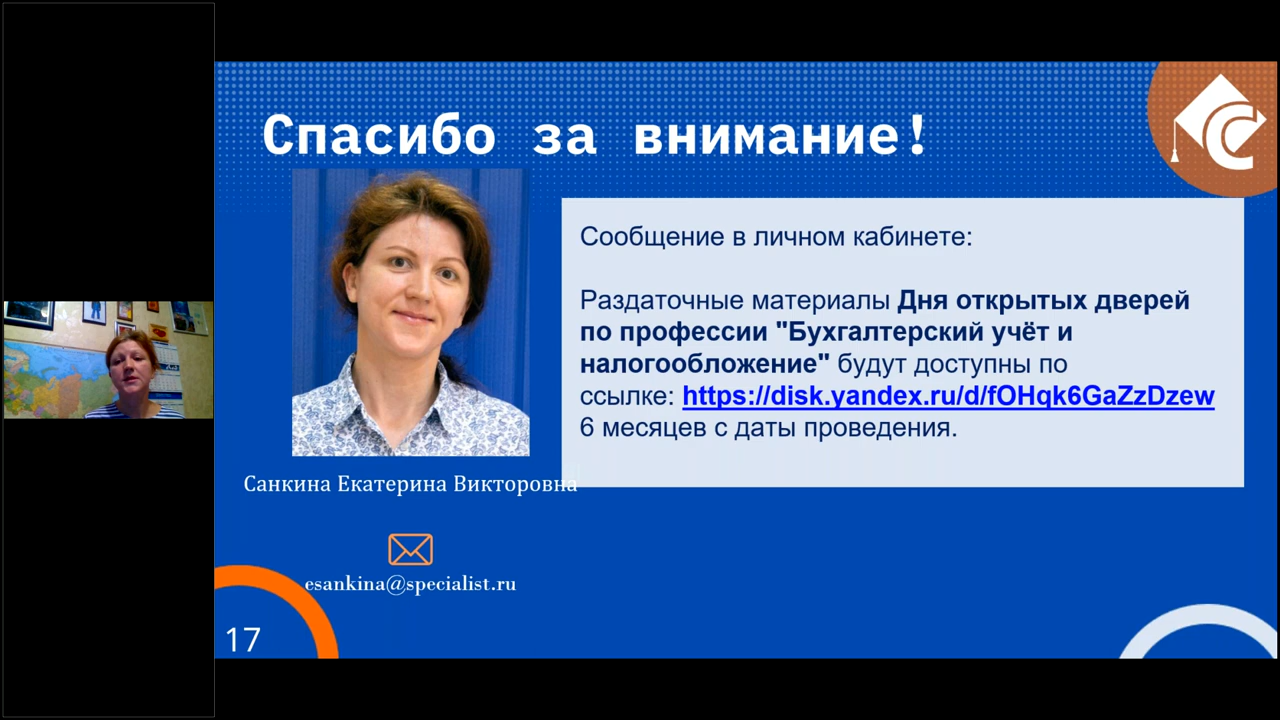 Спасибо за внимание!
Сообщение в личном кабинете:
Раздаточные материалы Дня открытых дверей
по профессии "Бухгалтерский учёт и
налогообложение" будут доступны по
ссылке: https://disk.yandex.ru/d/fOHqk6GaZzDzew
6 месяцев с даты проведения.
Санкина Екатерина Викторовна
esankina@specialist.ru
17